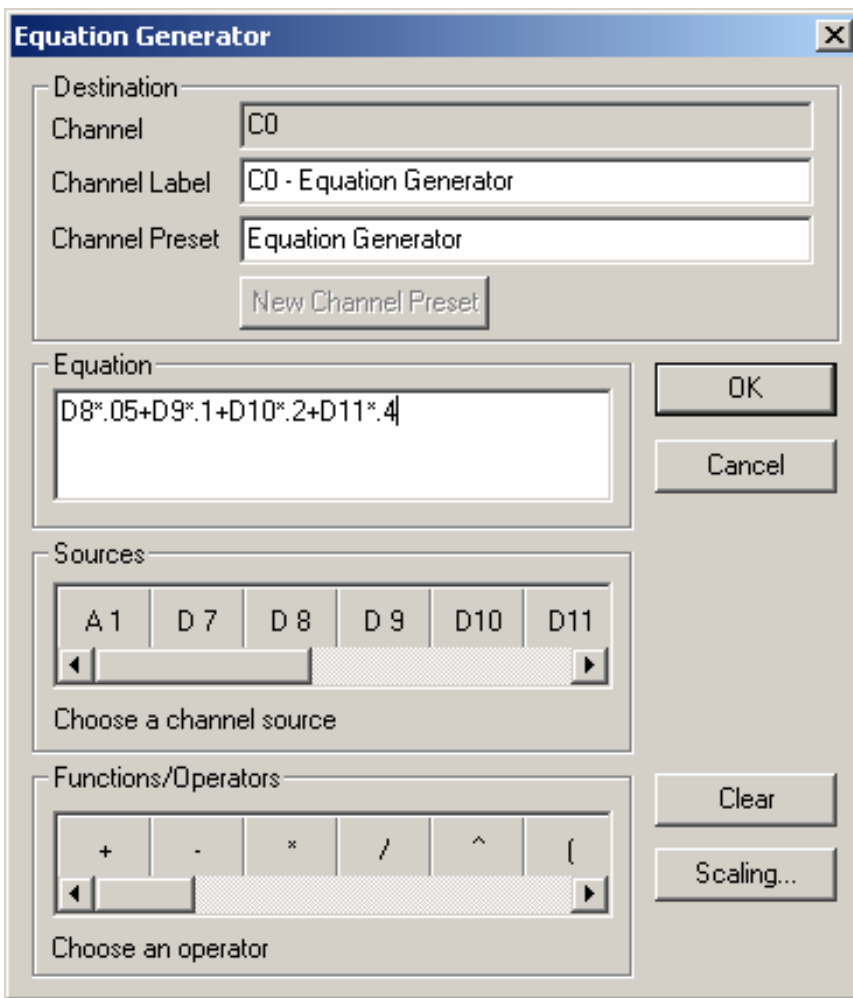 Equation Generator
Destination
Channel C0
Channel Label C0 - Equation Generator
Channel Preset Equation Generator
New Channel Preset
Equation
D8*.05+D9*.1+D10*.2+D11*.4
OK
Cancel
Sources
A 1 D 7 D 8 D 9 D10 D11
Choose a channel source
Functions/Operators
+ - * / ^ (
Choose an operator
Clear
Scaling...